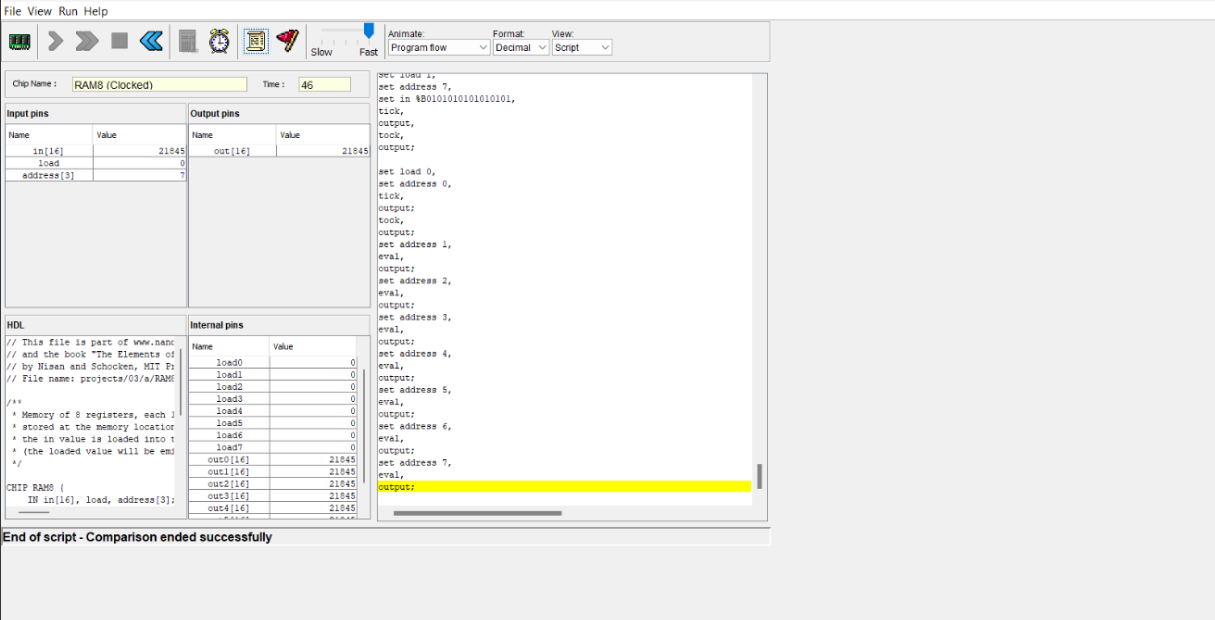 File View Run Help
Slow
Fast
Animate:
Program flow
Format:
Decimal
View:
Script
Chip Name :
RAM8 (Clocked)
Time :
46
Input pins
Name Value
in[16] 21845
load 0
address[3] 7
Output pins
Name Value
out[16] 21845
HDL
// This file is part of www.nand
// and the book "The Elements of
// by Nisan and Schocken, MIT Pr
// File name: projects/03/a/RAM8
/**
* Memory of 8 registers, each
* stored at the memory location
* the in value is loaded into t
* (the loaded value will be emi
*/
CHIP RAM8 {
IN in[16], load, address[3];
Internal pins
Name Value
load0 0
load1 0
load2 0
load3 0
load4 0
load5 0
load6 0
load7 0
out0[16] 21845
out1[16] 21845
out2[16] 21845
out3[16] 21845
out4[16] 21845
set load 1,
set address 7,
set in %B0101010101010101,
tick,
output,
tock,
output;
set load 0,
set address 0,
tick,
output;
tock,
output;
set address 1,
eval,
output;
set address 2,
eval,
output;
set address 3,
eval,
output;
set address 4,
eval,
output;
set address 5,
eval,
output;
set address 6,
eval,
output;
set address 7,
eval,
output;
End of script - Comparison ended successfully